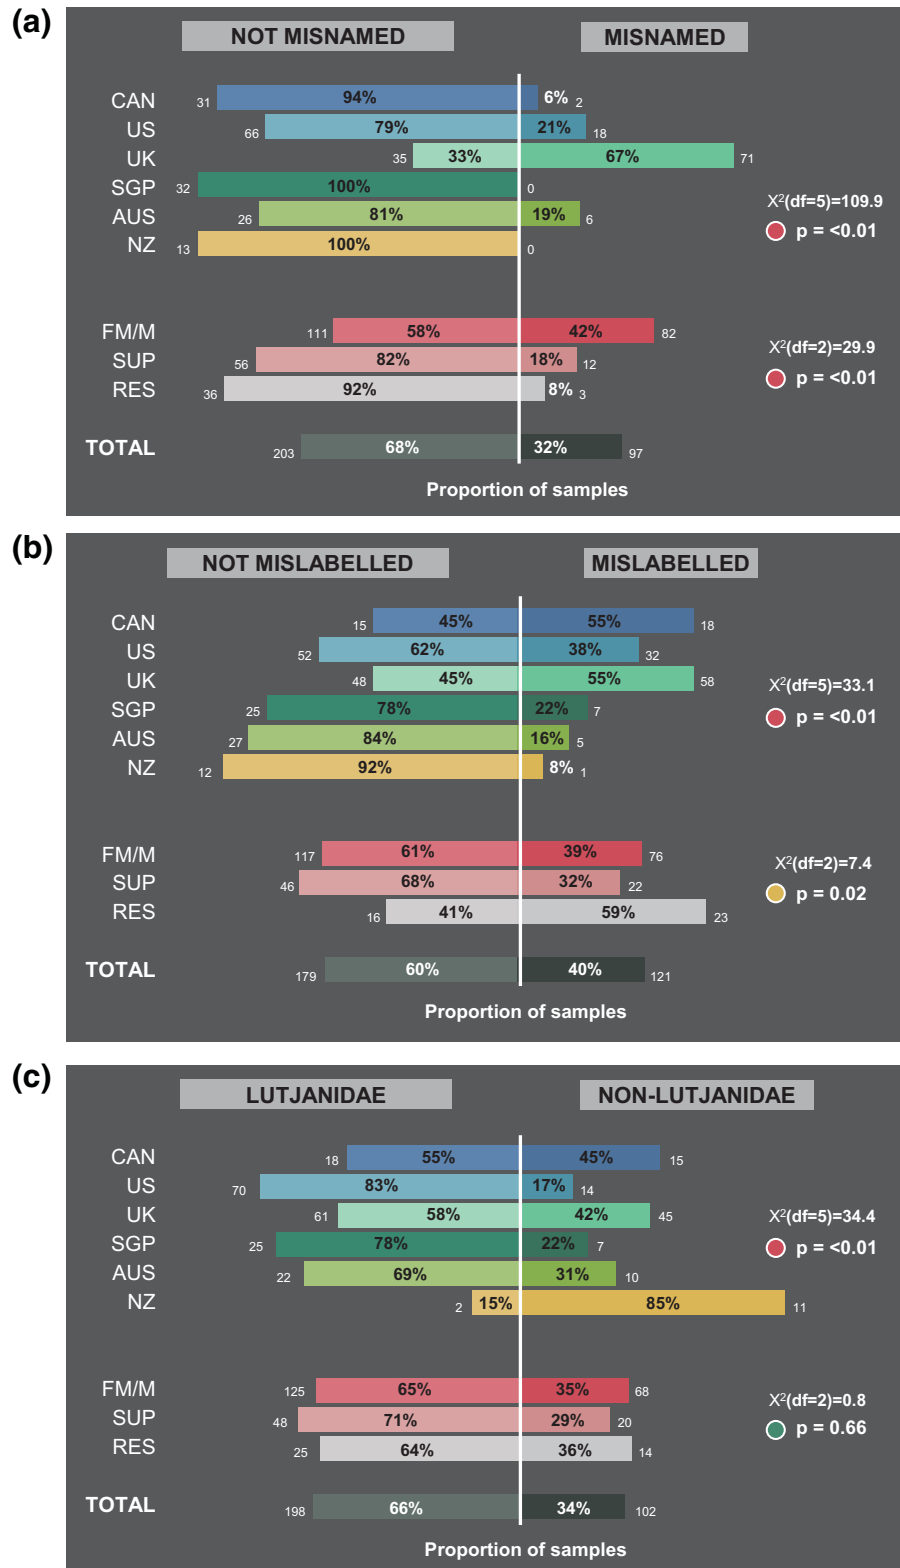 (a)
NOT MISNAMED MISNAMED
CAN 31 94% 6% 2
US 66 79% 21% 18
UK 35 33% 67% 71
SGP 32 100% 0
AUS 26 81% 19% 6
NZ 13 100% 0
X²(df=5)=109.9
p = <0.01
FM/M 111 58% 42% 82
SUP 56 82% 18% 12
RES 36 92% 8% 3
X²(df=2)=29.9
p = <0.01
TOTAL 203 68% 32% 97
Proportion of samples
(b)
NOT MISLABELLED MISLABELLED
CAN 15 45% 55% 18
US 52 62% 38% 32
UK 48 45% 55% 58
SGP 25 78% 22% 7
AUS 27 84% 16% 5
NZ 12 92% 8% 1
X²(df=5)=33.1
p = <0.01
FM/M 117 61% 39% 76
SUP 46 68% 32% 22
RES 16 41% 59% 23
X²(df=2)=7.4
p = 0.02
TOTAL 179 60% 40% 121
Proportion of samples
(c)
LUTJANIDAE NON-LUTJANIDAE
CAN 18 55% 45% 15
US 70 83% 17% 14
UK 61 58% 42% 45
SGP 25 78% 22% 7
AUS 22 69% 31% 10
NZ 2 15% 85% 11
X²(df=5)=34.4
p = <0.01
FM/M 125 65% 35% 68
SUP 48 71% 29% 20
RES 25 64% 36% 14
X²(df=2)=0.8
p = 0.66
TOTAL 198 66% 34% 102
Proportion of samples